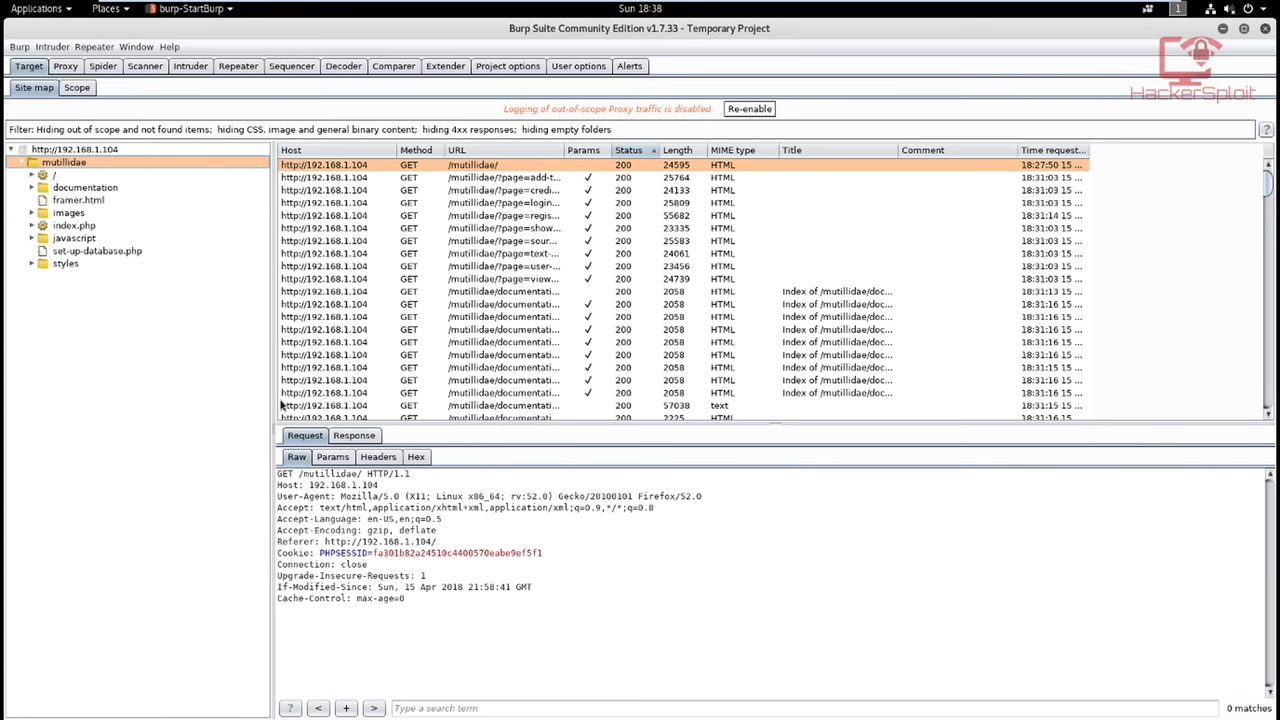 Applications Places burp-StartBurp Sun 18:38 1
Burp Suite Community Edition v1.7.33 - Temporary Project
Burp Intruder Repeater Window Help
Target Proxy Spider Scanner Intruder Repeater Sequencer Decoder Comparer Extender Project options User options Alerts
HackerSploit
Site map Scope
Logging of out-of-scope Proxy traffic is disabled Re-enable
Filter: Hiding out of scope and not found items; hiding CSS, image and general binary content; hiding 4xx responses; hiding empty folders ?
http://192.168.1.104
mutillidae
/
documentation
framer.html
images
index.php
javascript
set-up-database.php
styles
Host Method URL Params Status Length MIME type Title Comment Time request...
http://192.168.1.104 GET /mutillidae/ 200 24595 HTML 18:27:50 15 ...
http://192.168.1.104 GET /mutillidae/?page=add-t... ✓ 200 25764 HTML 18:31:03 15 ...
http://192.168.1.104 GET /mutillidae/?page=credi... ✓ 200 24133 HTML 18:31:03 15 ...
http://192.168.1.104 GET /mutillidae/?page=login... ✓ 200 25809 HTML 18:31:03 15 ...
http://192.168.1.104 GET /mutillidae/?page=regis... ✓ 200 55682 HTML 18:31:14 15 ...
http://192.168.1.104 GET /mutillidae/?page=show... ✓ 200 23335 HTML 18:31:03 15 ...
http://192.168.1.104 GET /mutillidae/?page=sour... ✓ 200 25583 HTML 18:31:03 15 ...
http://192.168.1.104 GET /mutillidae/?page=text-... ✓ 200 24061 HTML 18:31:03 15 ...
http://192.168.1.104 GET /mutillidae/?page=user-... ✓ 200 23456 HTML 18:31:03 15 ...
http://192.168.1.104 GET /mutillidae/?page=view... ✓ 200 24739 HTML 18:31:03 15 ...
http://192.168.1.104 GET /mutillidae/documentati... 200 2058 HTML Index of /mutillidae/doc... 18:31:13 15 ...
http://192.168.1.104 GET /mutillidae/documentati... ✓ 200 2058 HTML Index of /mutillidae/doc... 18:31:16 15 ...
http://192.168.1.104 GET /mutillidae/documentati... ✓ 200 2058 HTML Index of /mutillidae/doc... 18:31:16 15 ...
http://192.168.1.104 GET /mutillidae/documentati... ✓ 200 2058 HTML Index of /mutillidae/doc... 18:31:16 15 ...
http://192.168.1.104 GET /mutillidae/documentati... ✓ 200 2058 HTML Index of /mutillidae/doc... 18:31:16 15 ...
http://192.168.1.104 GET /mutillidae/documentati... ✓ 200 2058 HTML Index of /mutillidae/doc... 18:31:15 15 ...
http://192.168.1.104 GET /mutillidae/documentati... ✓ 200 2058 HTML Index of /mutillidae/doc... 18:31:16 15 ...
http://192.168.1.104 GET /mutillidae/documentati... ✓ 200 2058 HTML Index of /mutillidae/doc... 18:31:16 15 ...
http://192.168.1.104 GET /mutillidae/documentati... ✓ 200 2058 HTML Index of /mutillidae/doc... 18:31:16 15 ...
http://192.168.1.104 GET /mutillidae/documentati... 200 57038 text 18:31:15 15 ...
http://192.168.1.104 GET /mutillidae/documentati... 200 2225 HTML 18:31:16 15 ...
Request Response
Raw Params Headers Hex
GET /mutillidae/ HTTP/1.1
Host: 192.168.1.104
User-Agent: Mozilla/5.0 (X11; Linux x86_64; rv:52.0) Gecko/20100101 Firefox/52.0
Accept: text/html,application/xhtml+xml,application/xml;q=0.9,*/*;q=0.8
Accept-Language: en-US,en;q=0.5
Accept-Encoding: gzip, deflate
Referer: http://192.168.1.104/
Cookie: PHPSESSID=fa301b82a24510c4400570eabe9ef5f1
Connection: close
Upgrade-Insecure-Requests: 1
If-Modified-Since: Sun, 15 Apr 2018 21:58:41 GMT
Cache-Control: max-age=0
? < + > Type a search term 0 matches